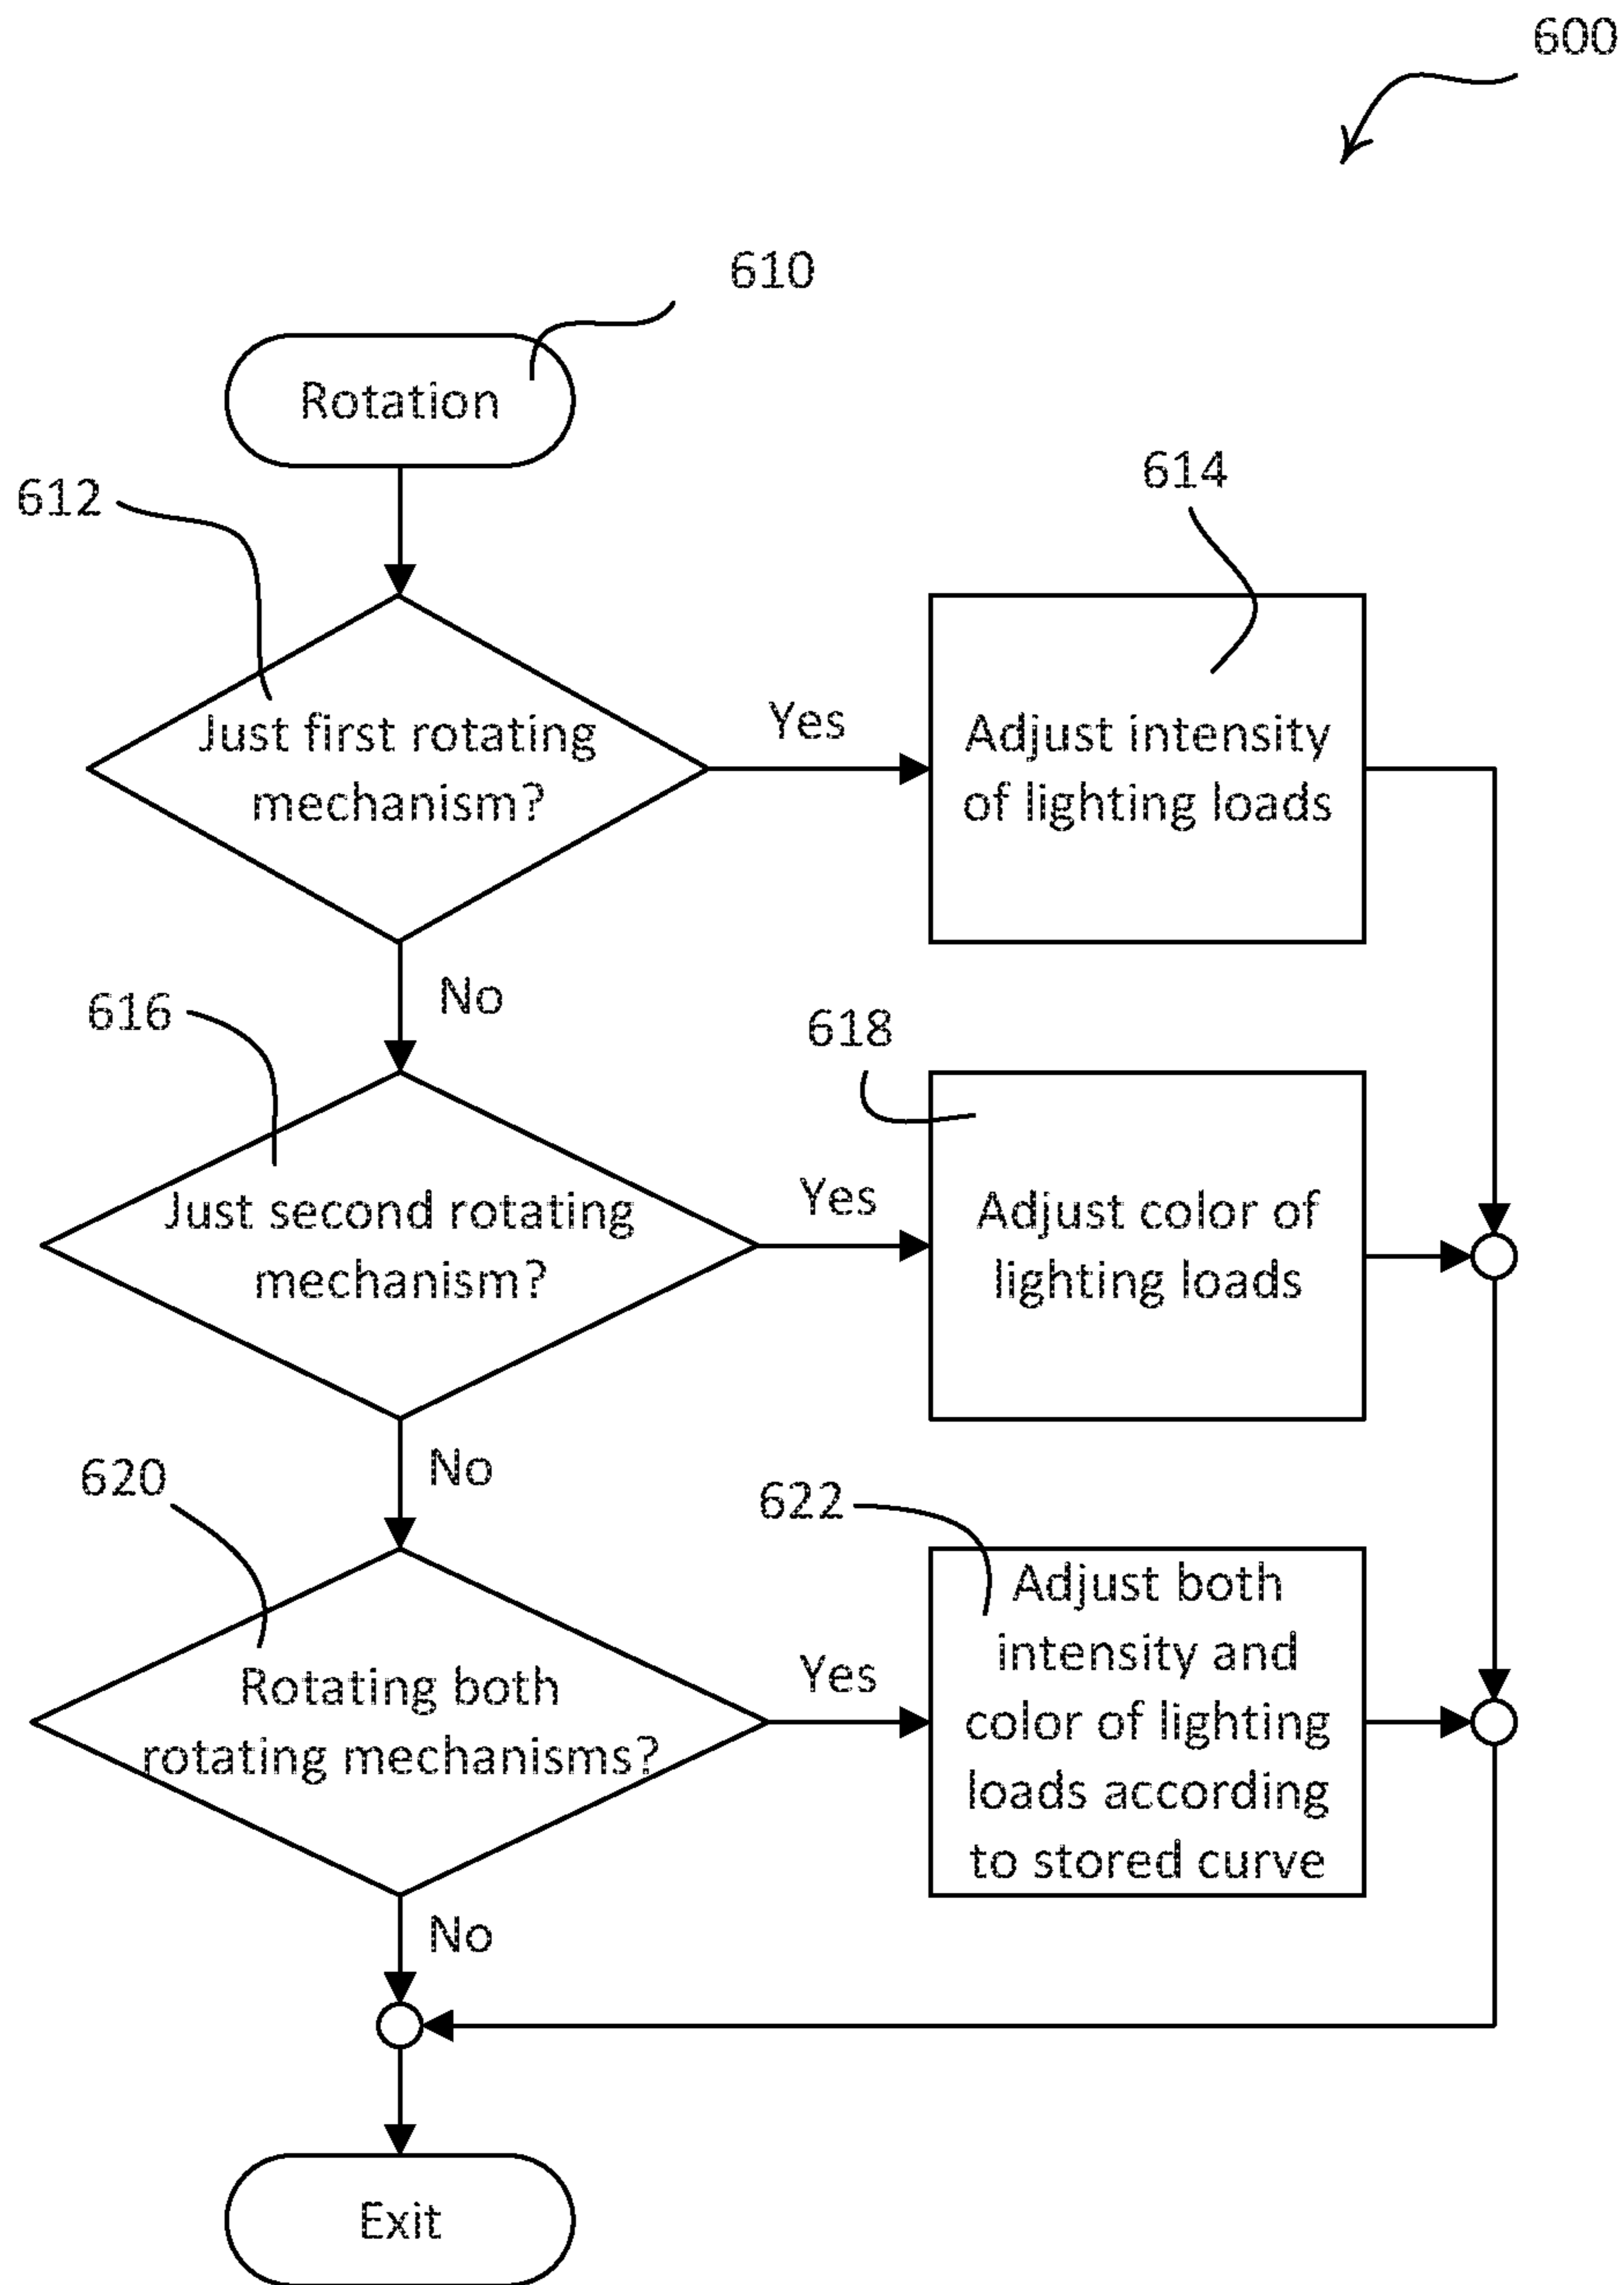 600
610
Rotation
612
614
Just first rotating
mechanism?
Yes
Adjust intensity
of lighting loads
No
616
618
Just second rotating
mechanism?
Yes
Adjust color of
lighting loads
No
620
622
Rotating both
rotating mechanisms?
Yes
Adjust both
intensity and
color of lighting
loads according
to stored curve
No
Exit